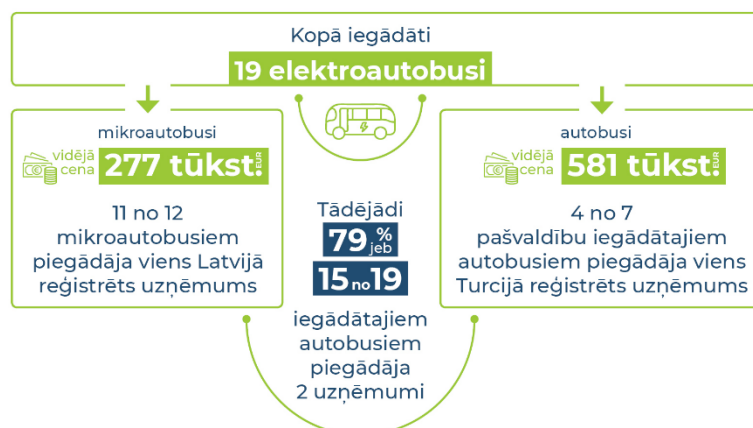 Kopā iegādāti
19 elektroautobusi
mikroautobusi
vidējā
cena
277 tūkst. EUR
11 no 12
mikroautobusiem
piegādāja viens Latvijā
reģistrēts uzņēmums
Tādējādi
79 %
jeb
15 no 19
iegādātajiem
autobusiem
piegādāja
2 uzņēmumi
autobusi
vidējā
cena
581 tūkst. EUR
4 no 7
pašvaldību iegādātajiem
autobusiem piegādāja viens
Turcijā reģistrēts uzņēmums